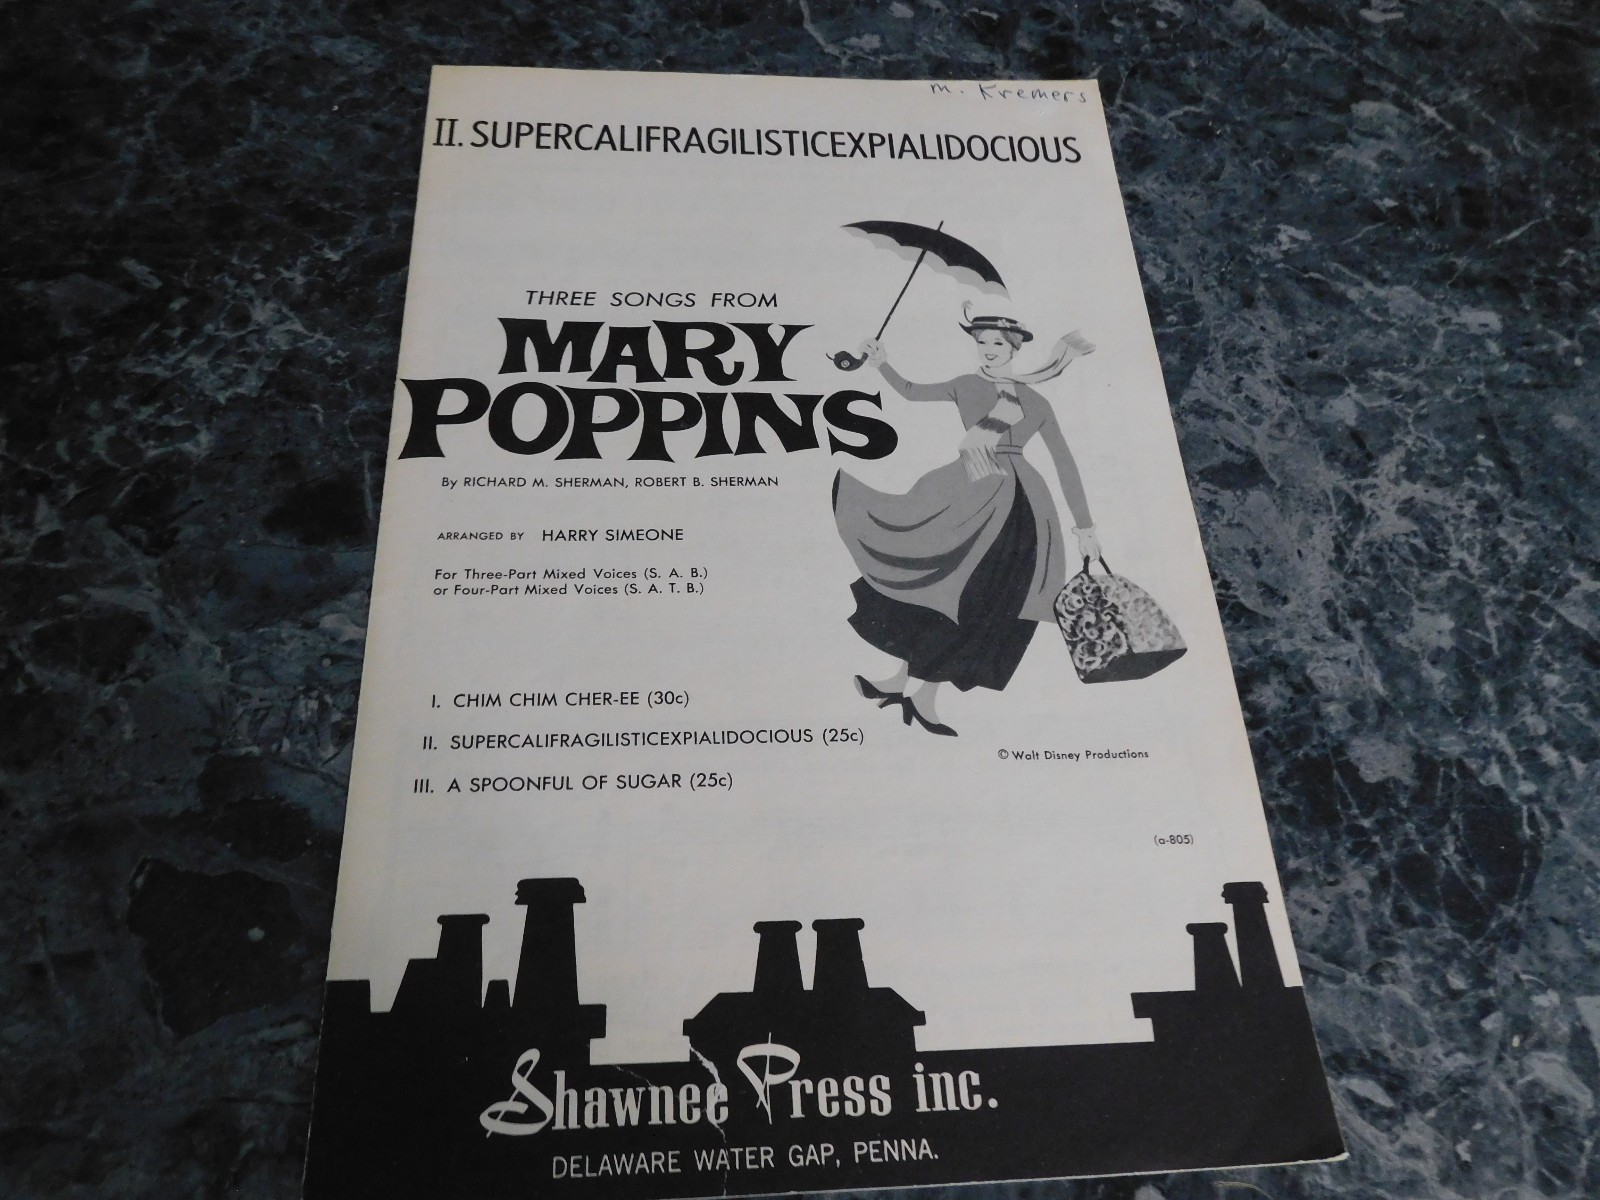 m. Kremers
II. SUPERCALIFRAGILISTICEXPIALIDOCIOUS
THREE SONGS FROM
MARY
POPPINS
By RICHARD M. SHERMAN, ROBERT B. SHERMAN
ARRANGED BY HARRY SIMEONE
For Three-Part Mixed Voices (S. A. B.)
or Four-Part Mixed Voices (S. A. T. B.)
I. CHIM CHIM CHER-EE (30c)
II. SUPERCALIFRAGILISTICEXPIALIDOCIOUS (25c)
© Walt Disney Productions
III. A SPOONFUL OF SUGAR (25c)
(a-805)
Shawnee Press inc.
DELAWARE WATER GAP, PENNA.